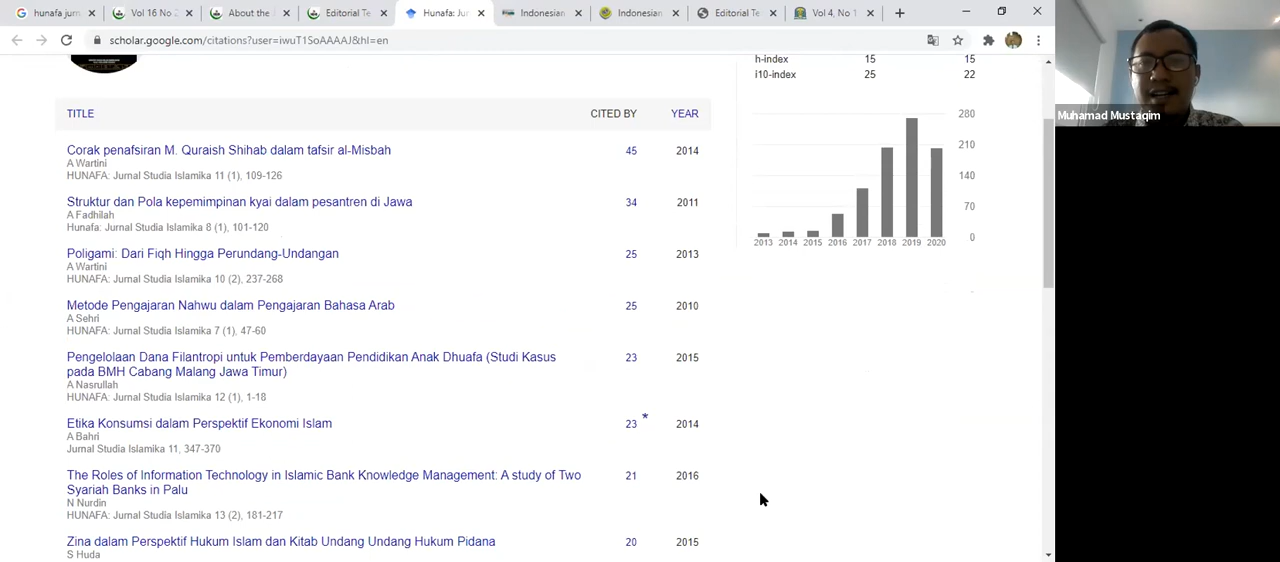 hunafa jurn
Vol 16 No 2
About the
Editorial Te
Hunafa: Jur
Indonesian
Indonesian
Editorial Te
Vol 4, No 1
scholar.google.com/citations?user=iwuT1SoAAAAJ&hl=en
Muhamad Mustaqim
h-index 15 15
i10-index 25 22
TITLE CITED BY YEAR
Corak penafsiran M. Quraish Shihab dalam tafsir al-Misbah 45 2014
A Wartini
HUNAFA: Jurnal Studia Islamika 11 (1), 109-126
Struktur dan Pola kepemimpinan kyai dalam pesantren di Jawa 34 2011
A Fadhilah
Hunafa: Jurnal Studia Islamika 8 (1), 101-120
Poligami: Dari Fiqh Hingga Perundang-Undangan 25 2013
A Wartini
HUNAFA: Jurnal Studia Islamika 10 (2), 237-268
Metode Pengajaran Nahwu dalam Pengajaran Bahasa Arab 25 2010
A Sehri
HUNAFA: Jurnal Studia Islamika 7 (1), 47-60
Pengelolaan Dana Filantropi untuk Pemberdayaan Pendidikan Anak Dhuafa (Studi Kasus 23 2015
pada BMH Cabang Malang Jawa Timur)
A Nasrullah
HUNAFA: Jurnal Studia Islamika 12 (1), 1-18
Etika Konsumsi dalam Perspektif Ekonomi Islam 23 * 2014
A Bahri
Jurnal Studia Islamika 11, 347-370
The Roles of Information Technology in Islamic Bank Knowledge Management: A study of Two 21 2016
Syariah Banks in Palu
N Nurdin
HUNAFA: Jurnal Studia Islamika 13 (2), 181-217
Zina dalam Perspektif Hukum Islam dan Kitab Undang Undang Hukum Pidana 20 2015
S Huda
280
210
140
70
0
2013 2014 2015 2016 2017 2018 2019 2020